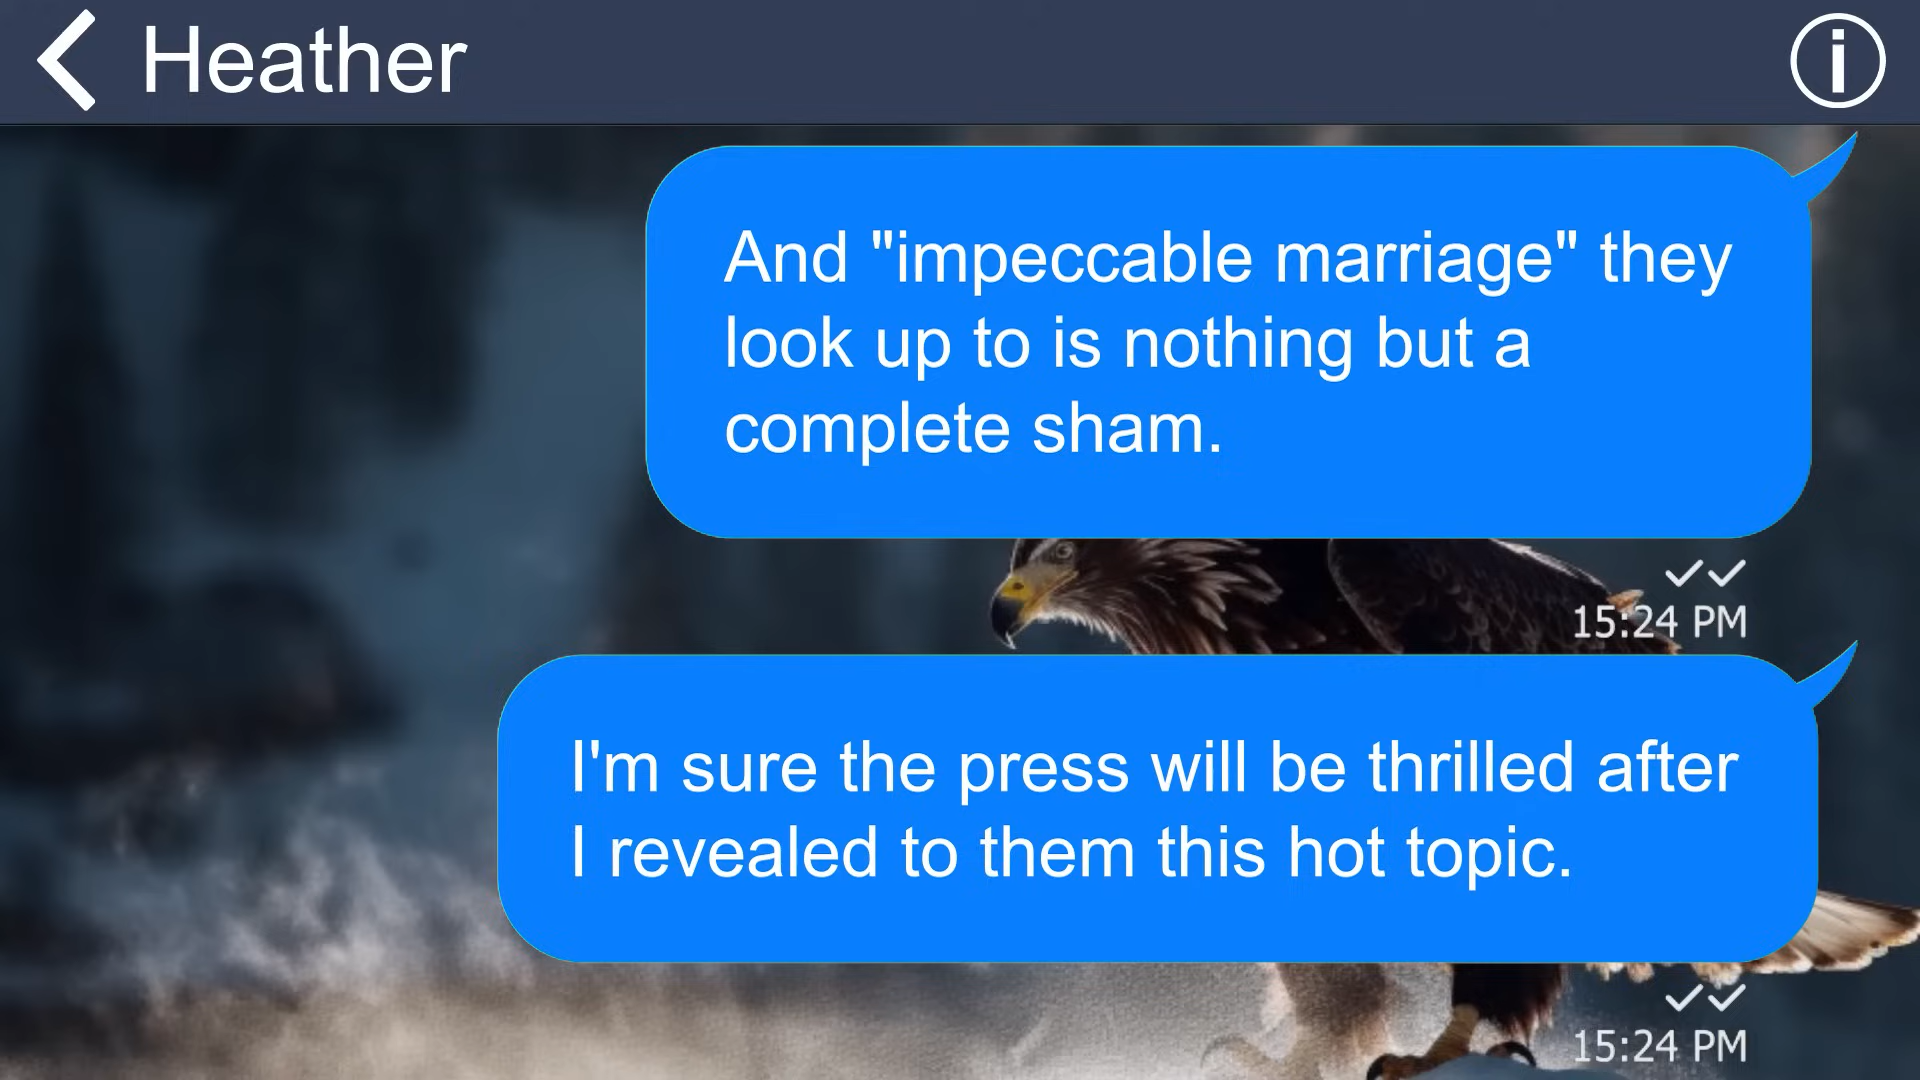 Heather
And "impeccable marriage" they
look up to is nothing but a
complete sham.
15:24 PM
I'm sure the press will be thrilled after
I revealed to them this hot topic.
15:24 PM